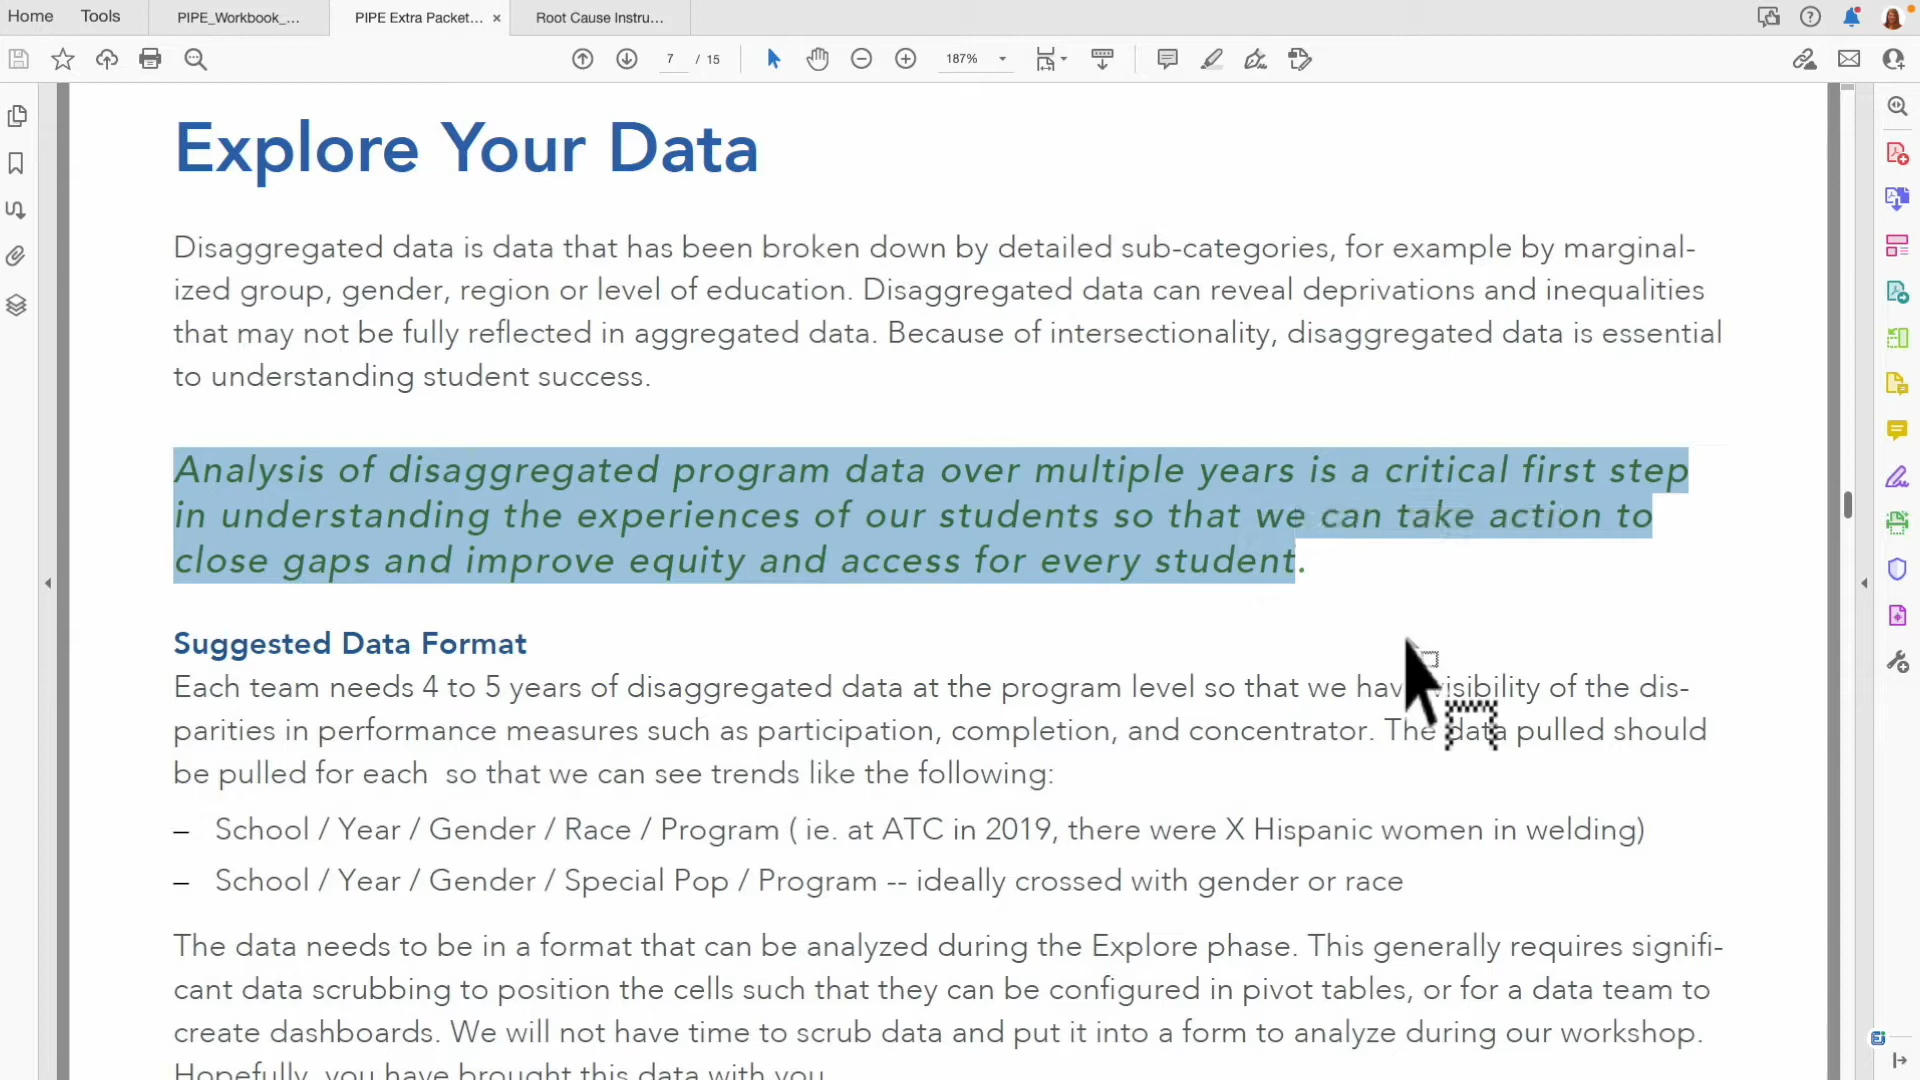 Home Tools PIPE_Workbook_... PIPE Extra Packet... × Root Cause Instru...
7 / 15 187%
Explore Your Data
Disaggregated data is data that has been broken down by detailed sub-categories, for example by marginal-
ized group, gender, region or level of education. Disaggregated data can reveal deprivations and inequalities
that may not be fully reflected in aggregated data. Because of intersectionality, disaggregated data is essential
to understanding student success.
Analysis of disaggregated program data over multiple years is a critical first step
in understanding the experiences of our students so that we can take action to
close gaps and improve equity and access for every student.
Suggested Data Format
Each team needs 4 to 5 years of disaggregated data at the program level so that we have visibility of the dis-
parities in performance measures such as participation, completion, and concentrator. The data pulled should
be pulled for each  so that we can see trends like the following:
– School / Year / Gender / Race / Program ( ie. at ATC in 2019, there were X Hispanic women in welding)
– School / Year / Gender / Special Pop / Program -- ideally crossed with gender or race
The data needs to be in a format that can be analyzed during the Explore phase. This generally requires signifi-
cant data scrubbing to position the cells such that they can be configured in pivot tables, or for a data team to
create dashboards. We will not have time to scrub data and put it into a form to analyze during our workshop.
Hopefully, you have brought this data with you